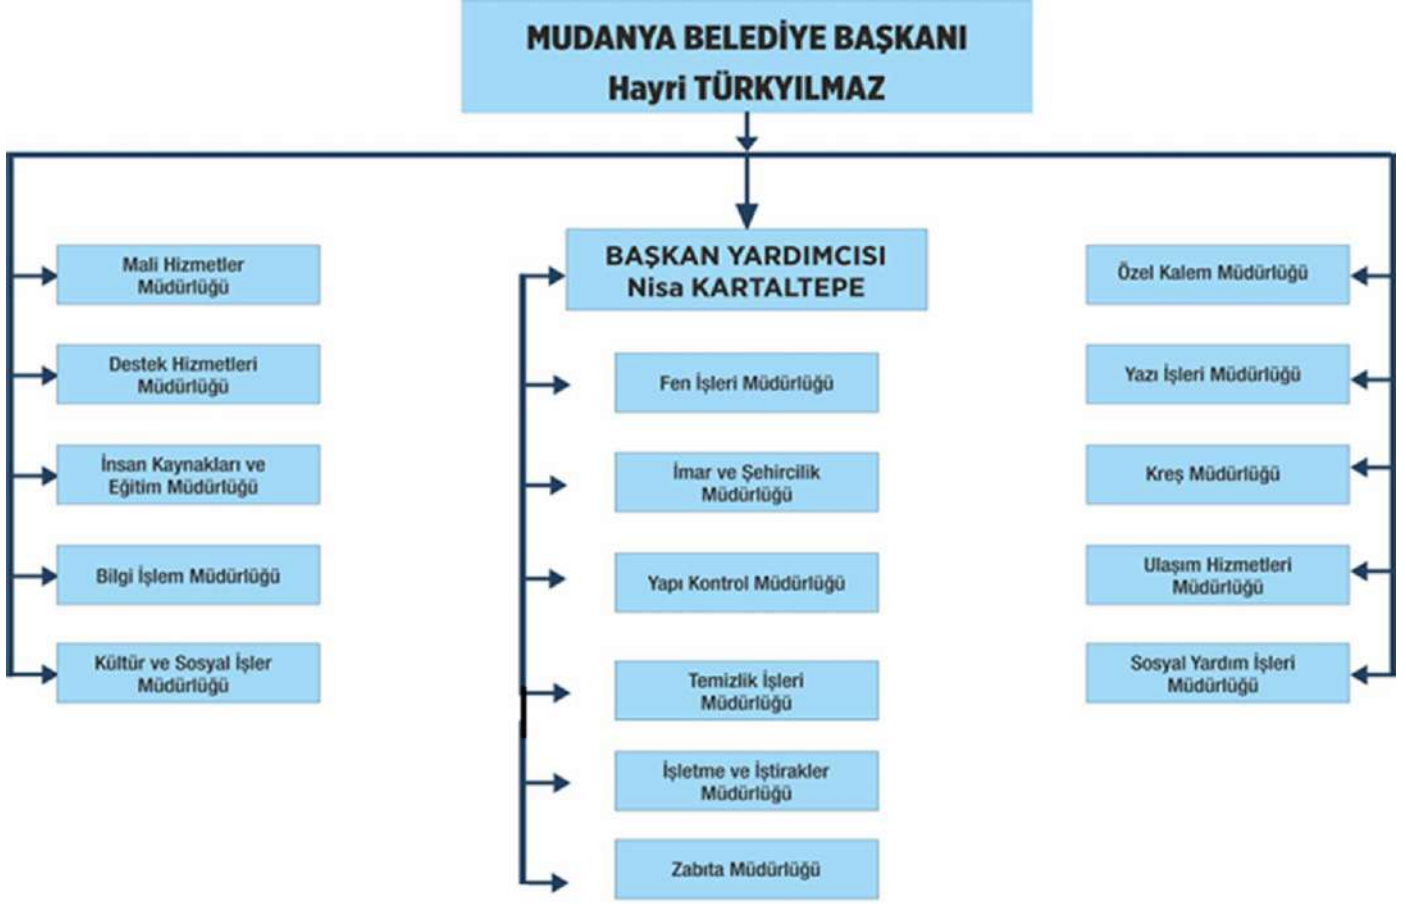 MUDANYA BELEDİYE BAŞKANI
Hayri TÜRKYILMAZ
Mali Hizmetler
Müdürlüğü
Destek Hizmetleri
Müdürlüğü
İnsan Kaynakları ve
Eğitim Müdürlüğü
Bilgi İşlem Müdürlüğü
Kültür ve Sosyal İşler
Müdürlüğü
BAŞKAN YARDIMCISI
Nisa KARTALTEPE
Fen İşleri Müdürlüğü
İmar ve Şehircilik
Müdürlüğü
Yapı Kontrol Müdürlüğü
Temizlik İşleri
Müdürlüğü
İşletme ve İştirakler
Müdürlüğü
Zabıta Müdürlüğü
Özel Kalem Müdürlüğü
Yazı İşleri Müdürlüğü
Kreş Müdürlüğü
Ulaşım Hizmetleri
Müdürlüğü
Sosyal Yardım İşleri
Müdürlüğü